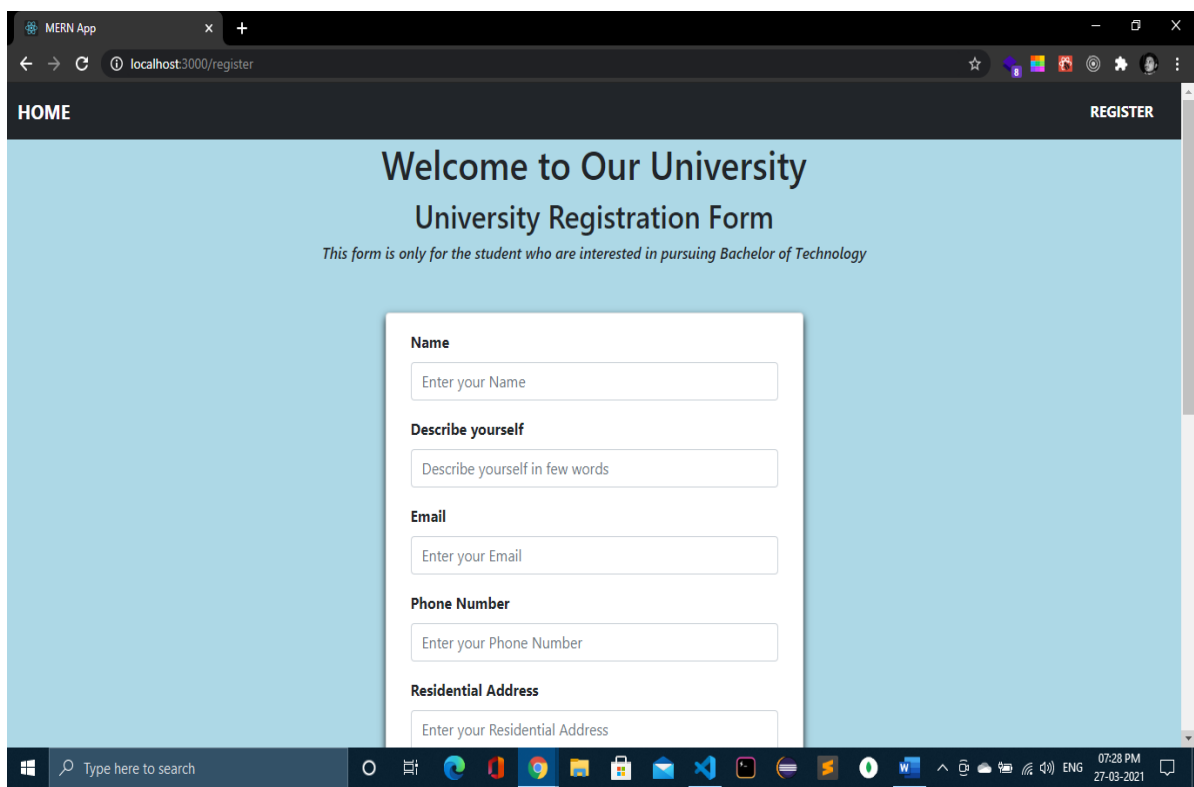 MERN App
localhost:3000/register
8
HOME
REGISTER
Welcome to Our University
University Registration Form
This form is only for the student who are interested in pursuing Bachelor of Technology
Name
Enter your Name
Describe yourself
Describe yourself in few words
Email
Enter your Email
Phone Number
Enter your Phone Number
Residential Address
Enter your Residential Address
Type here to search
ENG
07:28 PM
27-03-2021